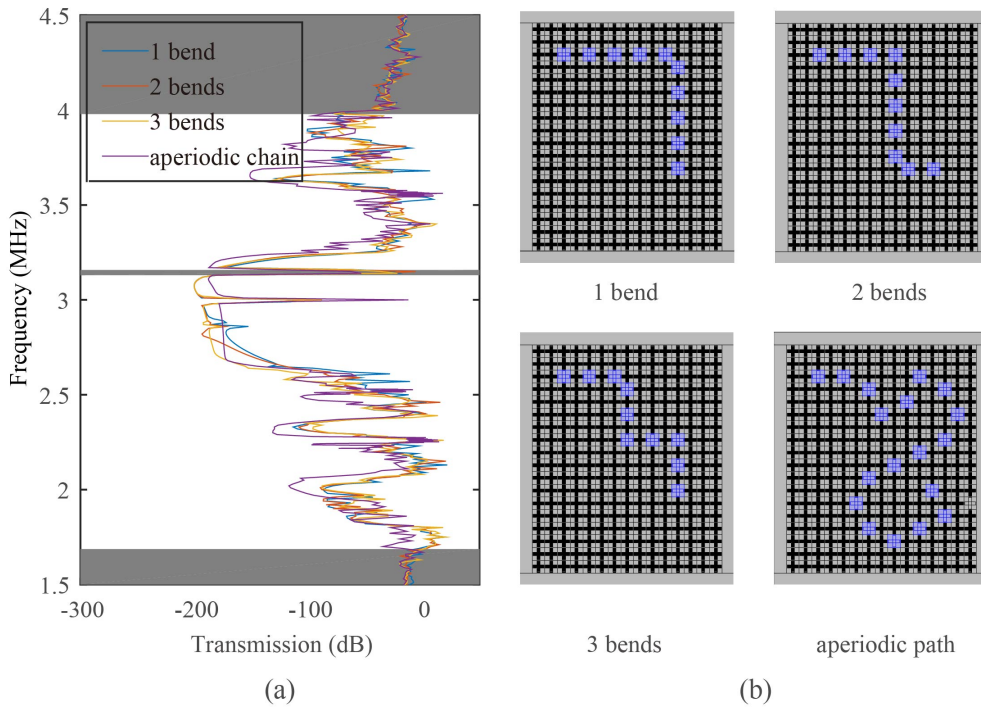 4.5
4
3.5
3
2.5
2
1.5
Frequency (MHz)
1 bend
2 bends
3 bends
aperiodic chain
-300
-200
-100
0
Transmission (dB)
(a)
1 bend
2 bends
3 bends
aperiodic path
(b)